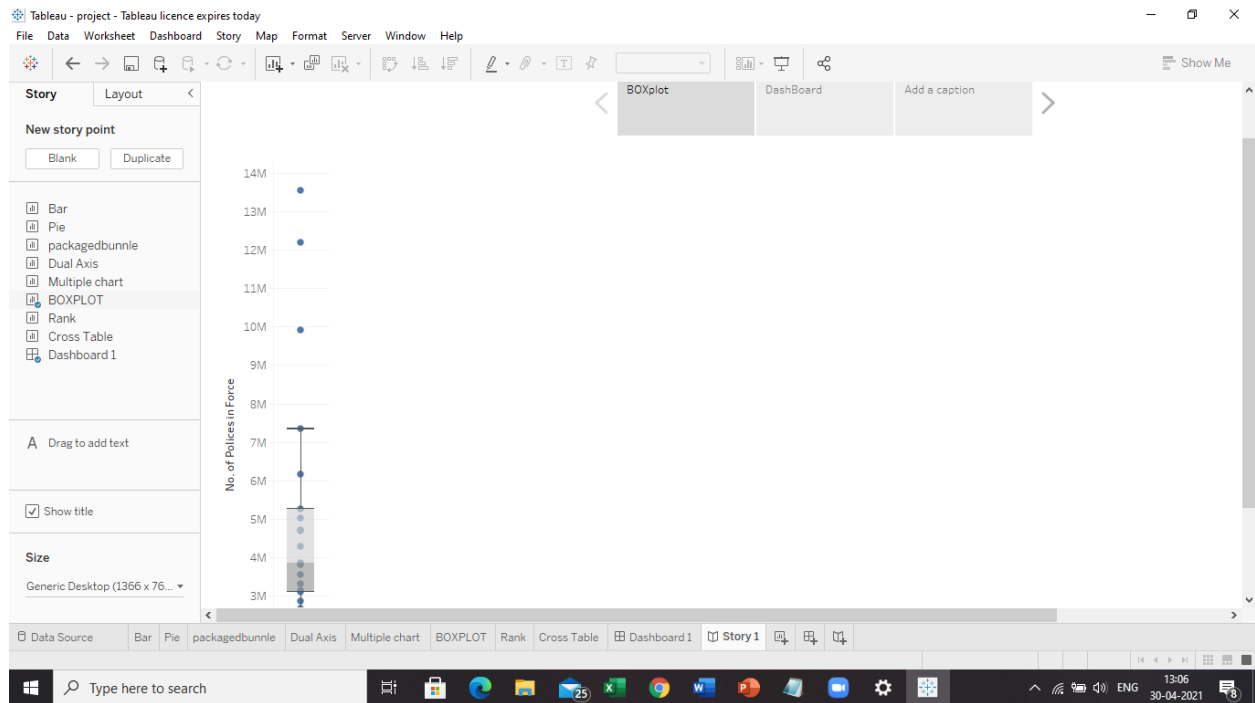 Tableau - project - Tableau licence expires today
File Data Worksheet Dashboard Story Map Format Server Window Help
Show Me
Story Layout
BOXplot DashBoard Add a caption
New story point
Blank Duplicate
Bar
Pie
packagedbunnle
Dual Axis
Multiple chart
BOXPLOT
Rank
Cross Table
Dashboard 1
A Drag to add text
Show title
Size
Generic Desktop (1366 x 76...
14M
13M
12M
11M
10M
9M
8M
7M
6M
5M
4M
3M
No. of Polices in Force
Data Source Bar Pie packagedbunnle Dual Axis Multiple chart BOXPLOT Rank Cross Table Dashboard 1 Story 1
Type here to search
25
ENG
13:06
30-04-2021
8